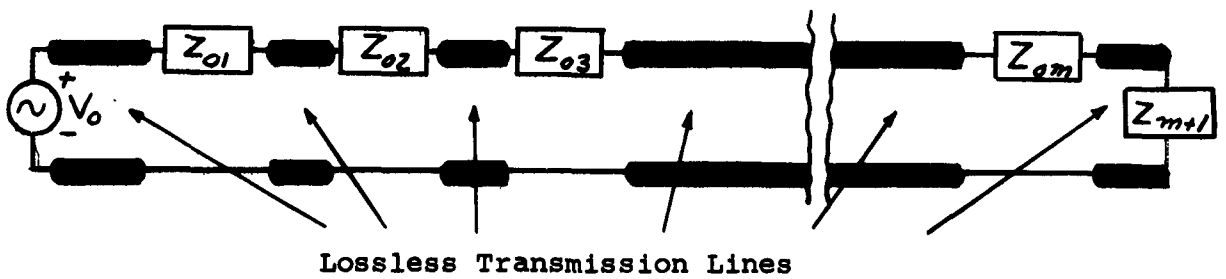 Z01 Z02 Z03 Z0m
+
~ V0
-
Zm+1
Lossless Transmission Lines